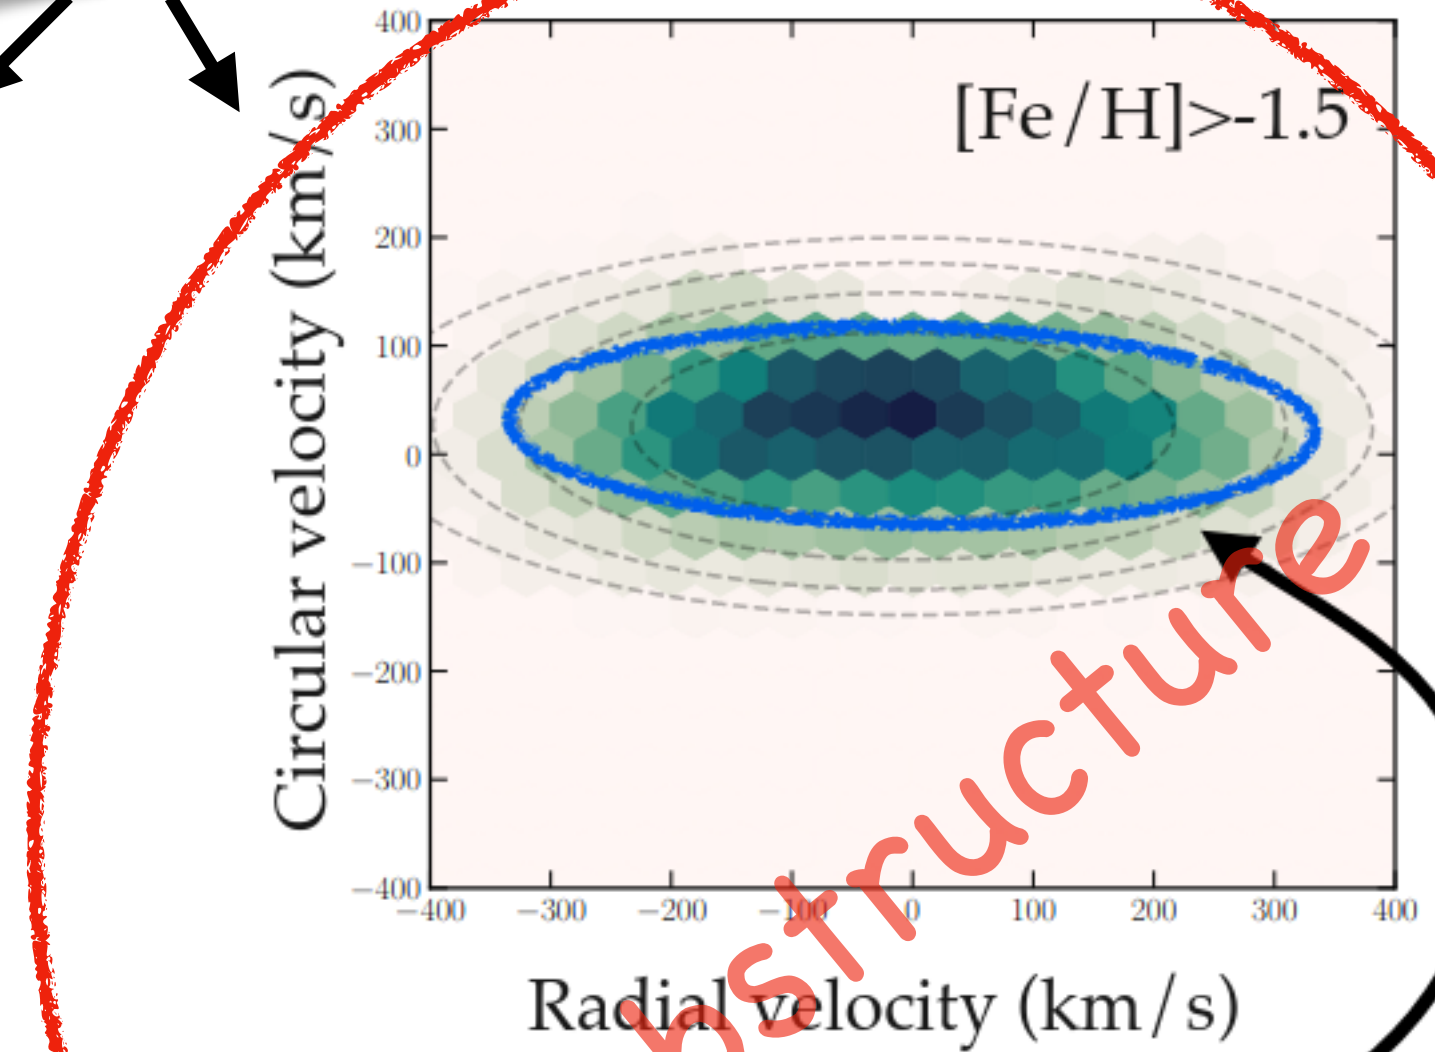 400
300
200
100
0
−100
−200
−300
−400
Circular velocity (km/s)
[Fe/H]>-1.5
−400 −300 −200 −100 0 100 200 300 400
Radial velocity (km/s)
bstructure